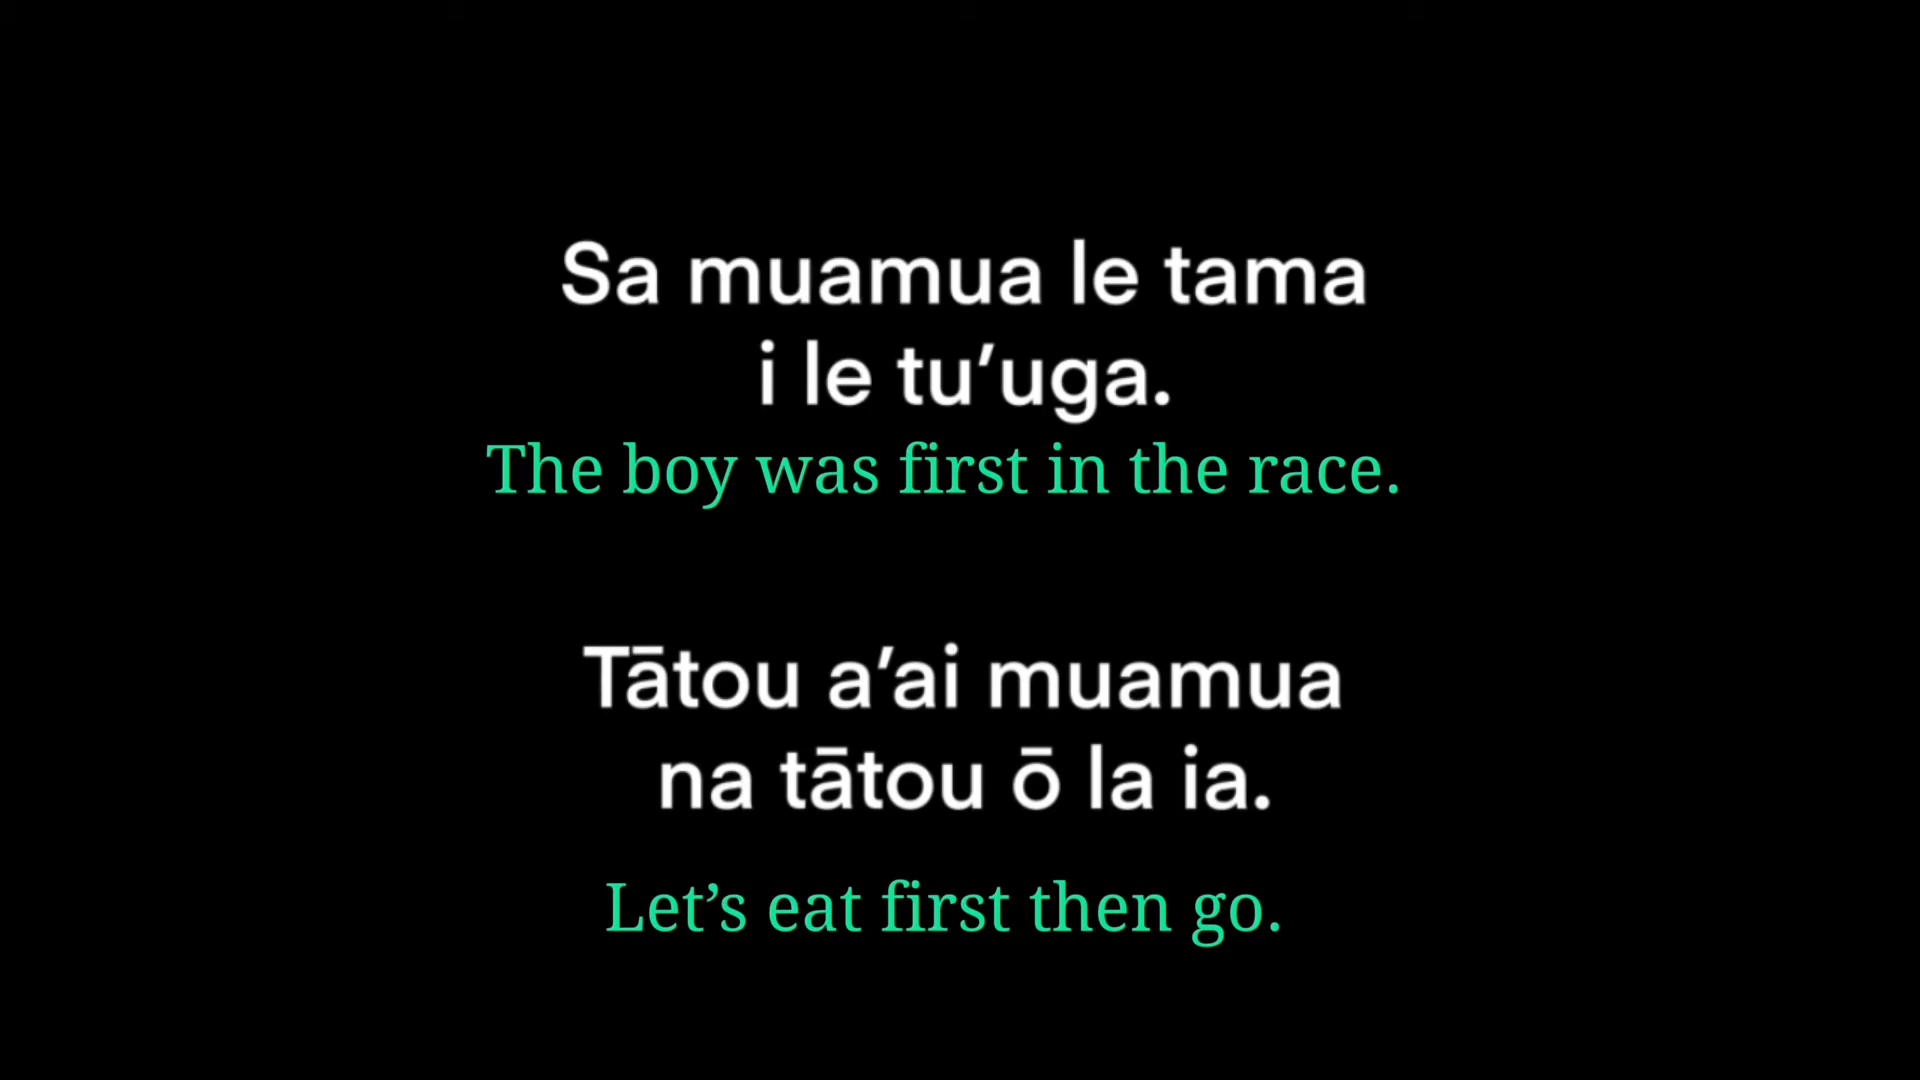 Sa muamua le tama
i le tu’uga.
The boy was first in the race.
Tātou a’ai muamua
na tātou ō la ia.
Let’s eat first then go.